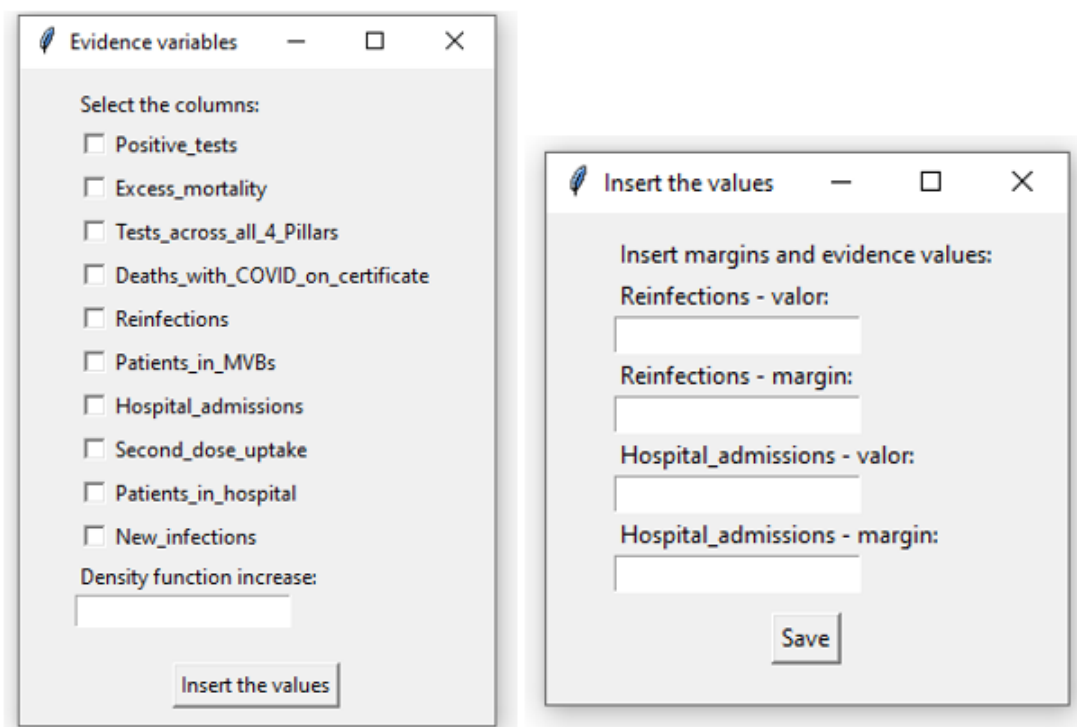 Evidence variables
Select the columns:
Positive_tests
Excess_mortality
Tests_across_all_4_Pillars
Deaths_with_COVID_on_certificate
Reinfections
Patients_in_MVBs
Hospital_admissions
Second_dose_uptake
Patients_in_hospital
New_infections
Density function increase:
Insert the values
Insert the values
Insert margins and evidence values:
Reinfections - valor:
Reinfections - margin:
Hospital_admissions - valor:
Hospital_admissions - margin:
Save